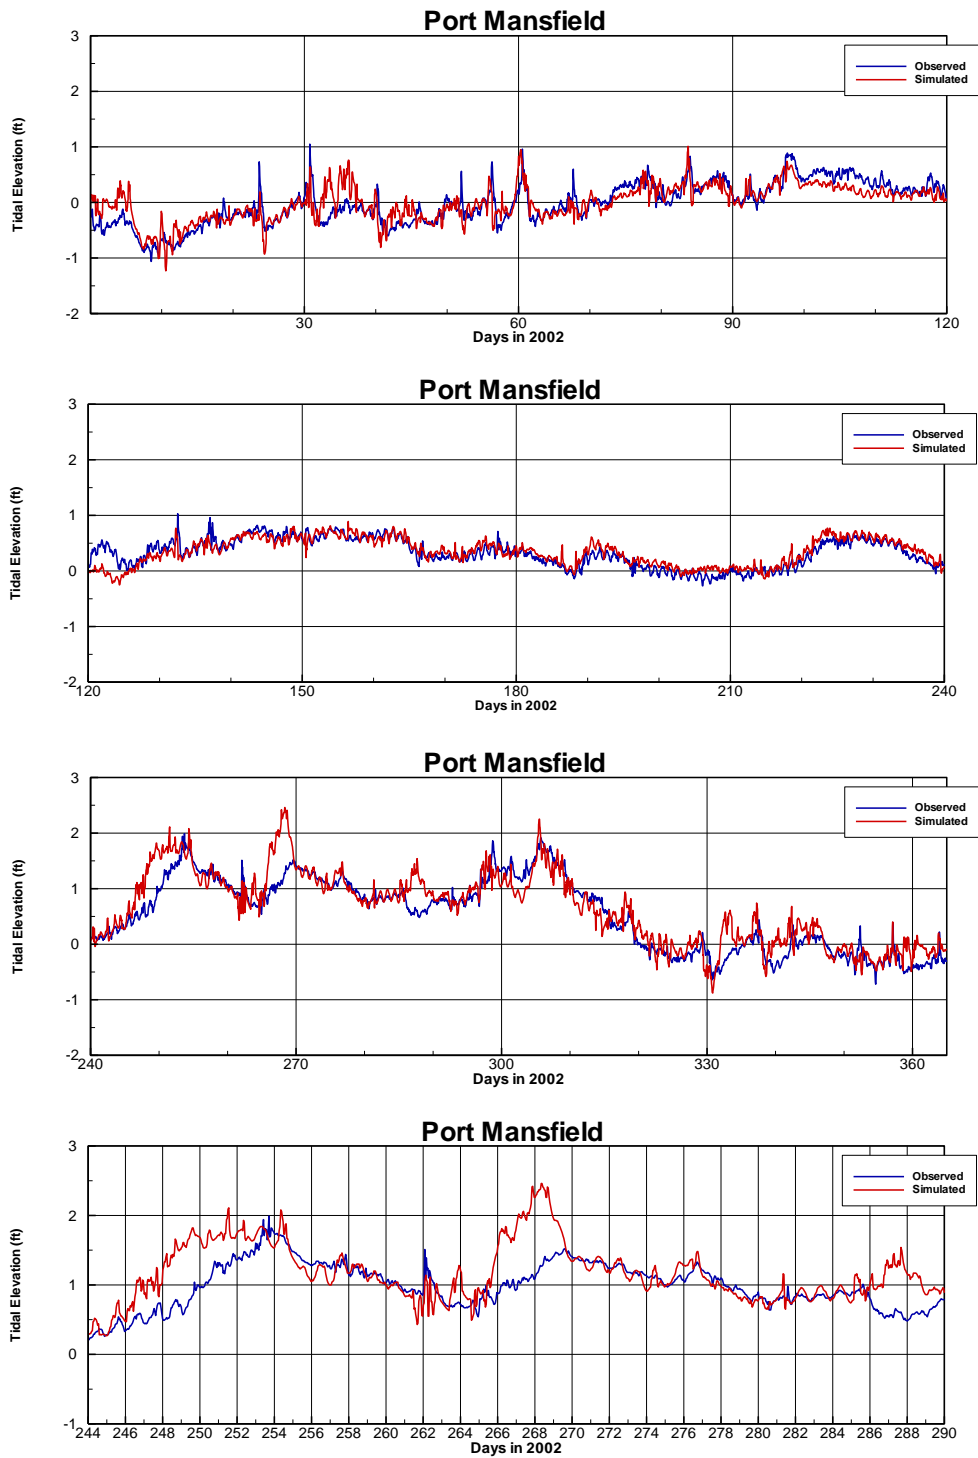 Port Mansfield
3
2
1
0
-1
-2
Tidal Elevation (ft)
Observed
Simulated
30
60
90
120
Days in 2002
Port Mansfield
3
2
1
0
-1
-2
Tidal Elevation (ft)
Observed
Simulated
120
150
180
210
240
Days in 2002
Port Mansfield
3
2
1
0
-1
-2
Tidal Elevation (ft)
Observed
Simulated
240
270
300
330
360
Days in 2002
Port Mansfield
3
2
1
0
-1
Tidal Elevation (ft)
Observed
Simulated
244 246 248 250 252 254 256 258 260 262 264 266 268 270 272 274 276 278 280 282 284 286 288 290
Days in 2002